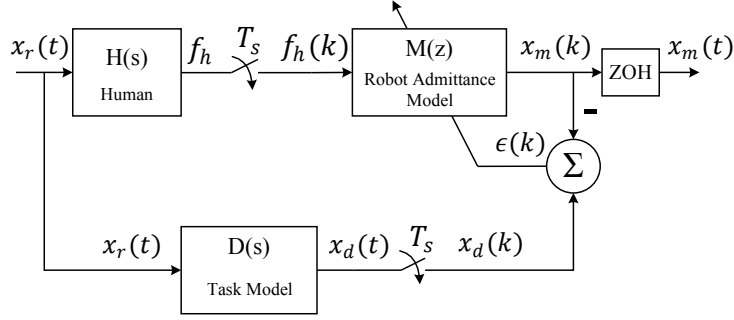 x_r(t)
H(s)
Human
f_h
T_s
f_h(k)
M(z)
Robot Admittance
Model
x_m(k)
ZOH
x_m(t)
-
ϵ(k)
Σ
x_r(t)
D(s)
Task Model
x_d(t)
T_s
x_d(k)